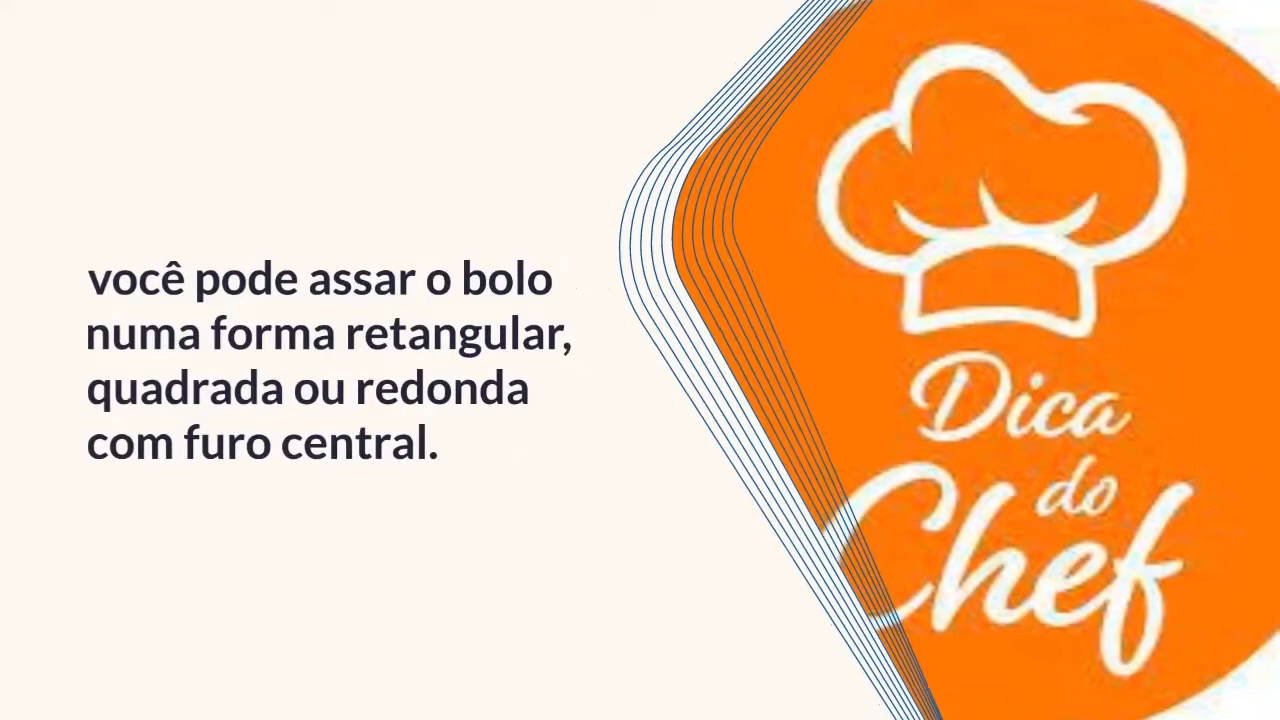 você pode assar o bolo
numa forma retangular,
quadrada ou redonda
com furo central.
Dica
do
Chef